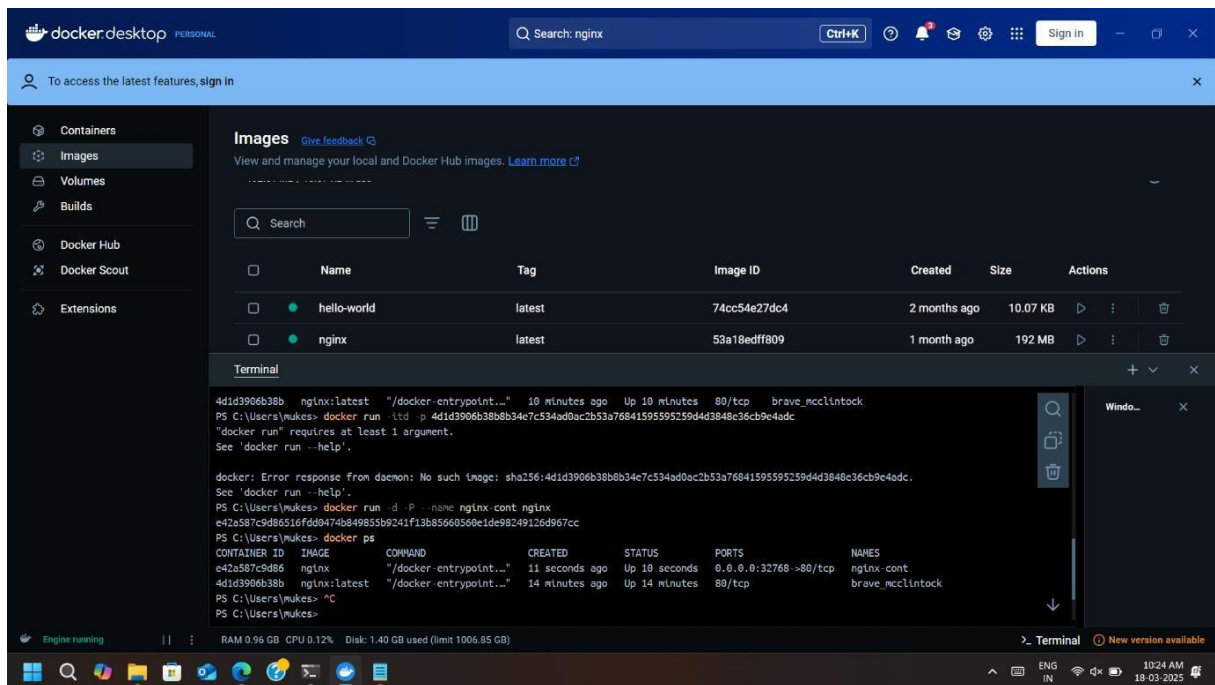 docker.desktop PERSONAL
Search: nginx
Ctrl+K
3
Sign in
To access the latest features, sign in
Containers
Images
Volumes
Builds
Docker Hub
Docker Scout
Extensions
Images Give feedback
View and manage your local and Docker Hub images. Learn more
Search
Name Tag Image ID Created Size Actions
hello-world latest 74cc54e27dc4 2 months ago 10.07 KB
nginx latest 53a18edff809 1 month ago 192 MB
Terminal
4d1d3906b38b nginx:latest "/docker-entrypoint.…" 10 minutes ago Up 10 minutes 80/tcp brave_mcclintock
PS C:\Users\mukes> docker run -itd -p 4d1d3906b38b8b34e7c534ad0ac2b53a76841595595259d4d3848e36cb9e4adc
"docker run" requires at least 1 argument.
See 'docker run --help'.
docker: Error response from daemon: No such image: sha256:4d1d3906b38b8b34e7c534ad0ac2b53a76841595595259d4d3848e36cb9e4adc.
See 'docker run --help'.
PS C:\Users\mukes> docker run -d -P --name nginx-cont nginx
e42a587c9d86516fdd0474b849855b9241f13b85660560e1de98249126d967cc
PS C:\Users\mukes> docker ps
CONTAINER ID IMAGE COMMAND CREATED STATUS PORTS NAMES
e42a587c9d86 nginx "/docker-entrypoint.…" 11 seconds ago Up 10 seconds 0.0.0.0:32768->80/tcp nginx-cont
4d1d3906b38b nginx:latest "/docker-entrypoint.…" 14 minutes ago Up 14 minutes 80/tcp brave_mcclintock
PS C:\Users\mukes> ^C
PS C:\Users\mukes>
Windo...
Engine running
RAM 0.96 GB CPU 0.12% Disk: 1.40 GB used (limit 1006.85 GB)
>_ Terminal
New version available
ENG
IN
10:24 AM
18-03-2025